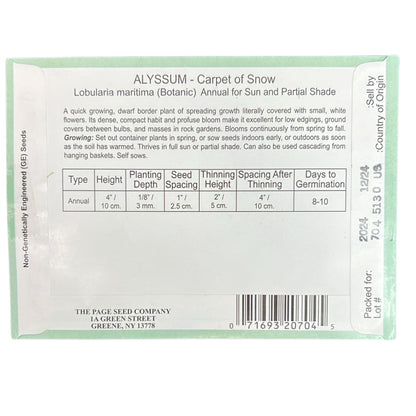 ALYSSUM - Carpet of Snow
Lobularia maritima (Botanic) Annual for Sun and Partial Shade
A quick growing, dwarf border plant of spreading growth literally covered with small, white
flowers. Its dense, compact habit and profuse bloom make it excellent for low edgings, ground
covers between bulbs, and masses in rock gardens. Blooms continuously from spring to fall.
Growing: Set out container plants in spring, or sow seeds indoors early, or outdoors as soon
as the soil has warmed. Thrives in full sun or partial shade. Can also be used cascading from
hanging baskets. Self sows.
Type Height Planting Depth Seed Spacing Thinning Height Spacing After Thinning Days to Germination
Annual 4" / 10 cm. 1/8" / 3 mm. 1" / 2.5 cm. 2" / 5 cm. 4" / 10 cm. 8-10
THE PAGE SEED COMPANY
1A GREEN STREET
GREENE, NY 13778
0 71693 20704 5
Non-Genetically Engineered (GE) Seeds
Packed for: 2024 12/24 :Sell by
Lot # 704 5130 US :Country of Origin